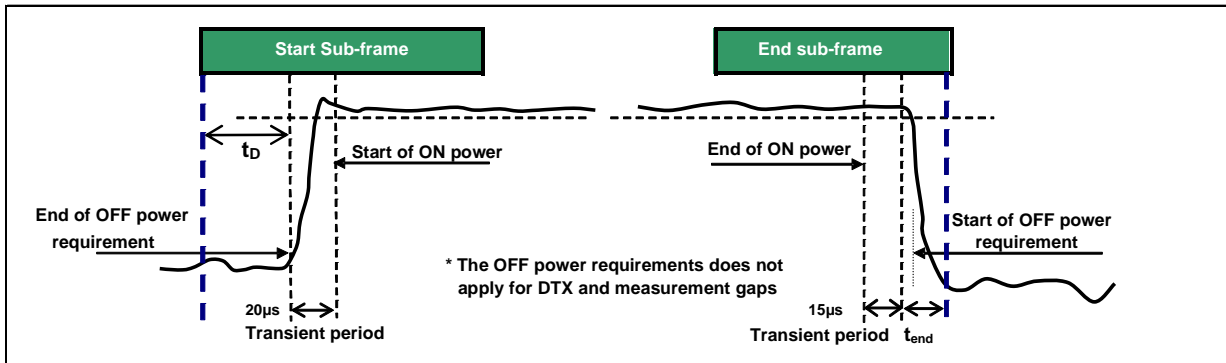 Start Sub-frame
End sub-frame
tD
Start of ON power
End of ON power
End of OFF power
requirement
Start of OFF power
requirement
* The OFF power requirements does not
apply for DTX and measurement gaps
20µs
Transient period
15µs
Transient period
tend